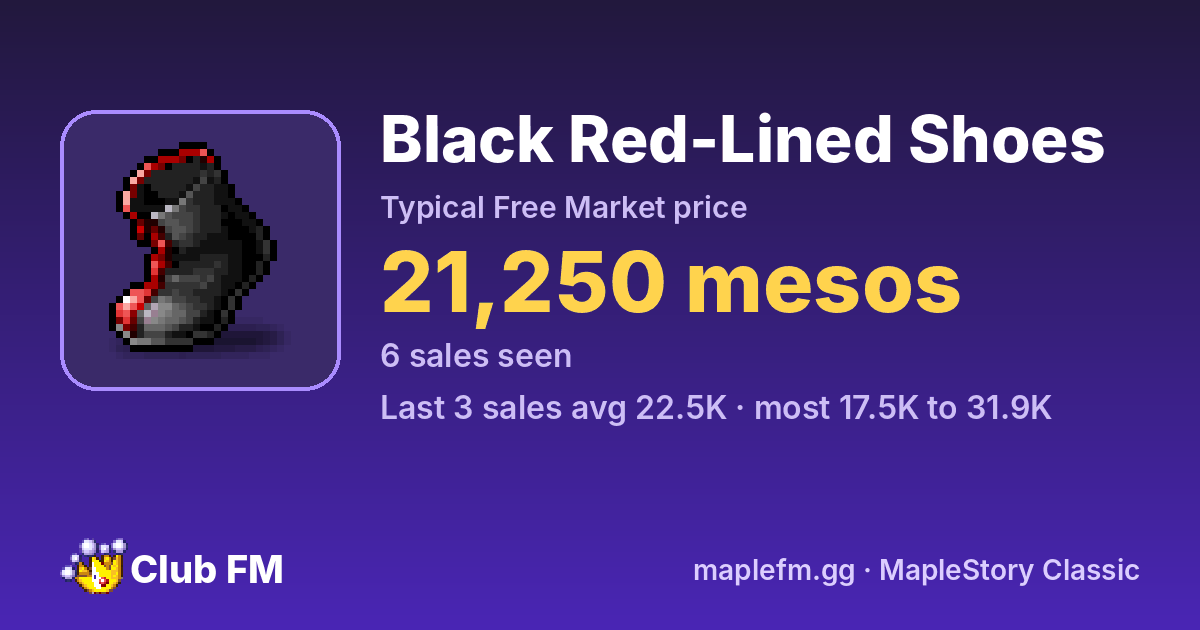 Black Red-Lined Shoes
Typical Free Market price
21,250 mesos
6 sales seen
Last 3 sales avg 22.5K · most 17.5K to 31.9K
Club FM
maplefm.gg · MapleStory Classic